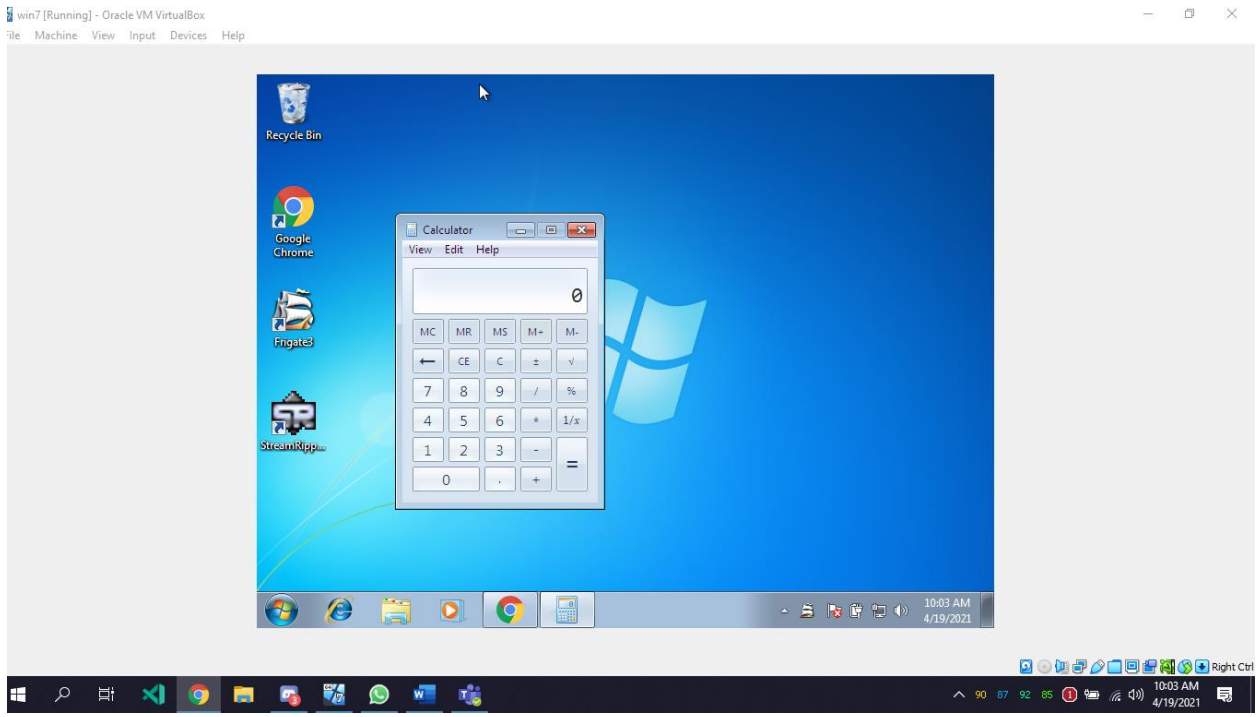 win7 [Running] - Oracle VM VirtualBox
File Machine View Input Devices Help
Recycle Bin
Google
Chrome
Frigate3
StreamRipp...
Calculator
View Edit Help
0
MC MR MS M+ M-
← CE C ± √
7 8 9 / %
4 5 6 * 1/x
1 2 3 - =
0 . +
10:03 AM
4/19/2021
Right Ctrl
90 87 92 85 1
10:03 AM
4/19/2021